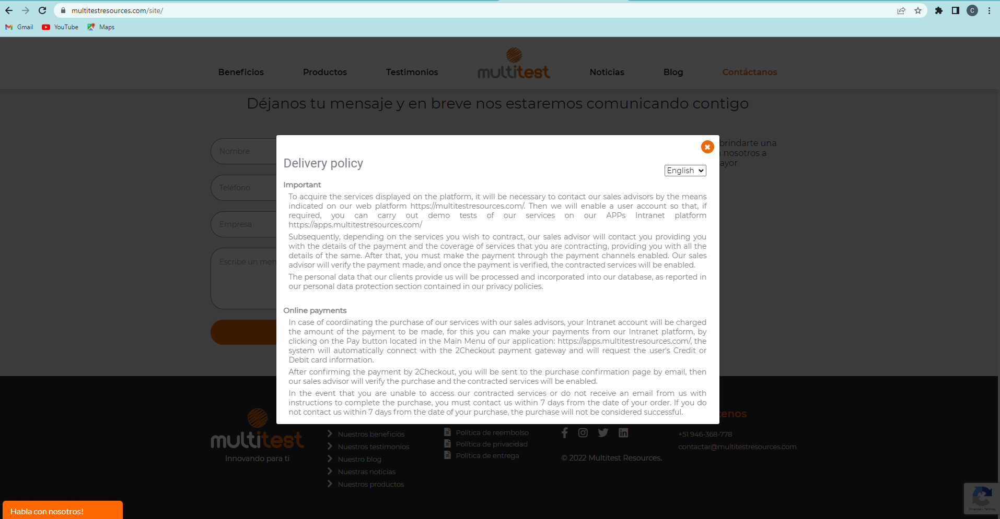 multitestresources.com/site/
C
Gmail
YouTube
Maps
Beneficios
Productos
Testimonios
multitest
Noticias
Blog
Contáctanos
Déjanos tu mensaje y en breve nos estaremos comunicando contigo
Nombre
Teléfono
Empresa
Escribe un men
brindarte una
nosotros a
ayor
Delivery policy
English
Important
To acquire the services displayed on the platform, it will be necessary to contact our sales advisors by the means
indicated on our web platform https://multitestresources.com/. Then we will enable a user account so that, if
required, you can carry out demo tests of our services on our APPs Intranet platform
https://apps.multitestresources.com/
Subsequently, depending on the services you wish to contract, our sales advisor will contact you providing you
with the details of the payment and the coverage of services that you are contracting, providing you with all the
details of the same. After that, you must make the payment through the payment channels enabled. Our sales
advisor will verify the payment made, and once the payment is verified, the contracted services will be enabled.
The personal data that our clients provide us will be processed and incorporated into our database, as reported in
our personal data protection section contained in our privacy policies.
Online payments
In case of coordinating the purchase of our services with our sales advisors, your Intranet account will be charged
the amount of the payment to be made, for this you can make your payments from our Intranet platform, by
clicking on the Pay button located in the Main Menu of our application: https://apps.multitestresources.com/, the
system will automatically connect with the 2Checkout payment gateway and will request the user's Credit or
Debit card information.
After confirming the payment by 2Checkout, you will be sent to the purchase confirmation page by email, then
our sales advisor will verify the purchase and the contracted services will be enabled.
In the event that you are unable to access our contracted services or do not receive an email from us with
instructions to complete the purchase, you must contact us within 7 days from the date of your order. If you do
not contact us within 7 days from the date of your purchase, the purchase will not be considered successful.
multitest
Innovando para ti
Nuestros beneficios
Nuestros testimonios
Nuestro blog
Nuestras noticias
Nuestros productos
Política de reembolso
Política de privacidad
Política de entrega
© 2022 Multitest Resources.
tenos
+51 946-368-778
contactar@multitestresources.com
Privacidad - Términos
Habla con nosotros!